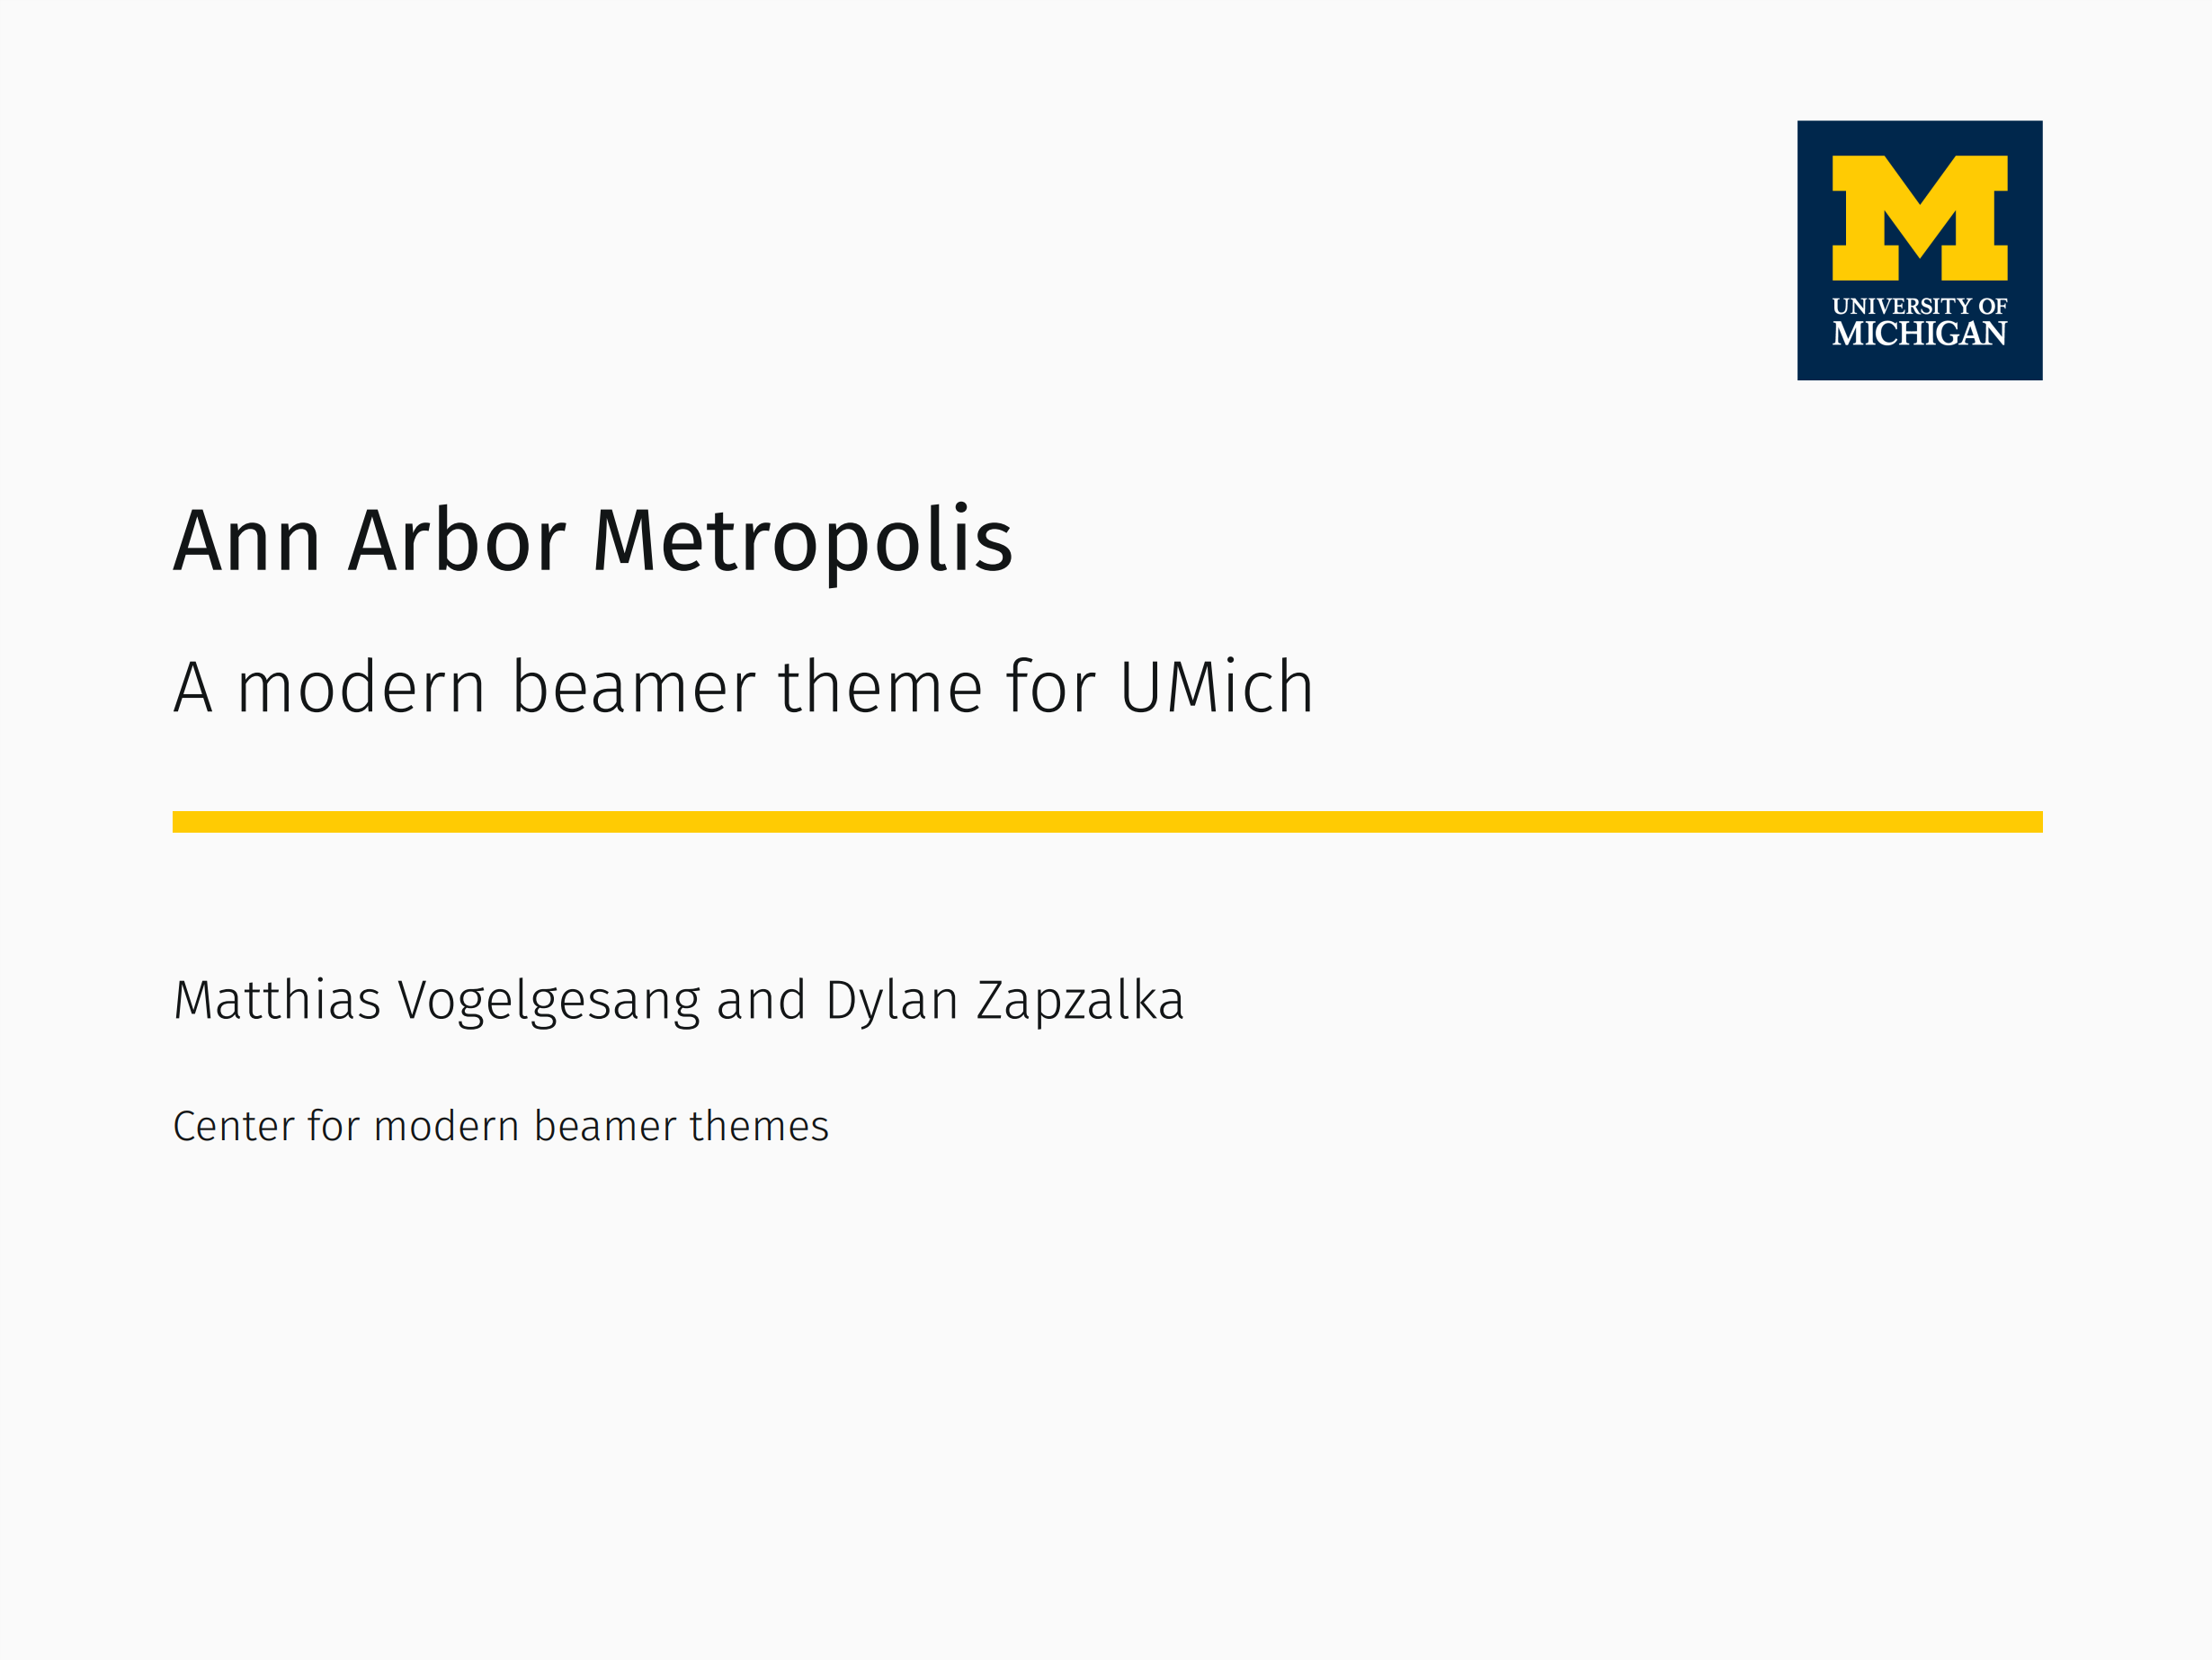 M
UNIVERSITY OF
MICHIGAN
Ann Arbor Metropolis
A modern beamer theme for UMich
Matthias Vogelgesang and Dylan Zapzalka
Center for modern beamer themes